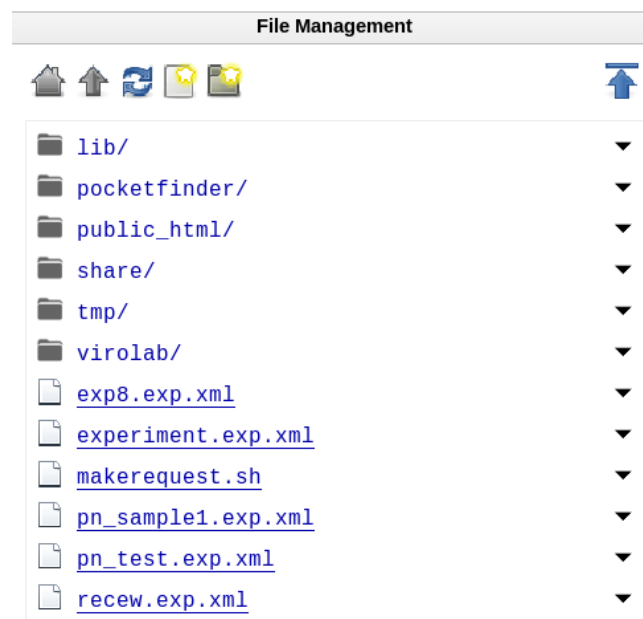 File Management
lib/
pocketfinder/
public_html/
share/
tmp/
virolab/
exp8.exp.xml
experiment.exp.xml
makerequest.sh
pn_sample1.exp.xml
pn_test.exp.xml
recew.exp.xml